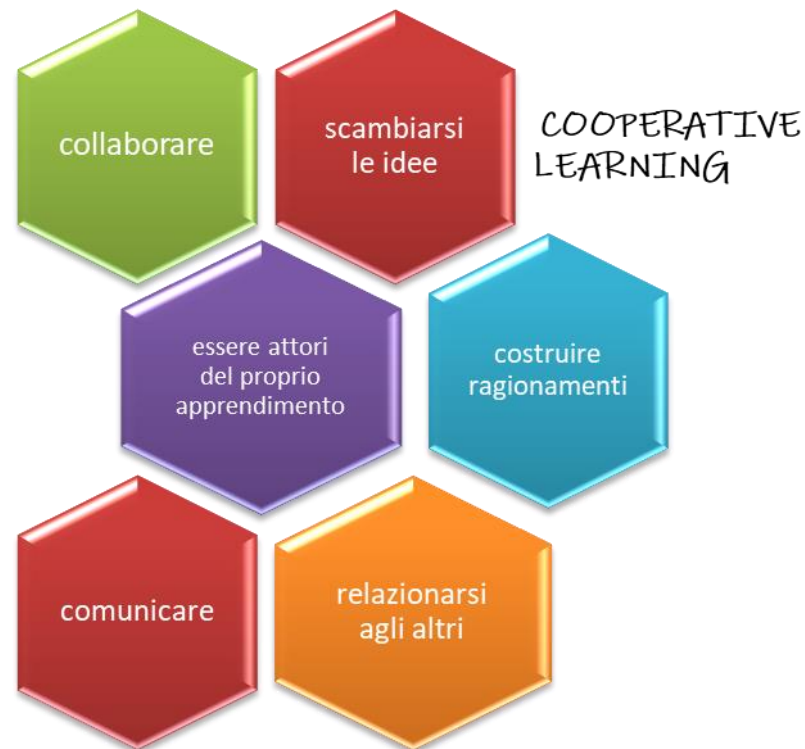 collaborare
scambiarsi
le idee
COOPERATIVE
LEARNING
essere attori
del proprio
apprendimento
costruire
ragionamenti
comunicare
relazionarsi
agli altri